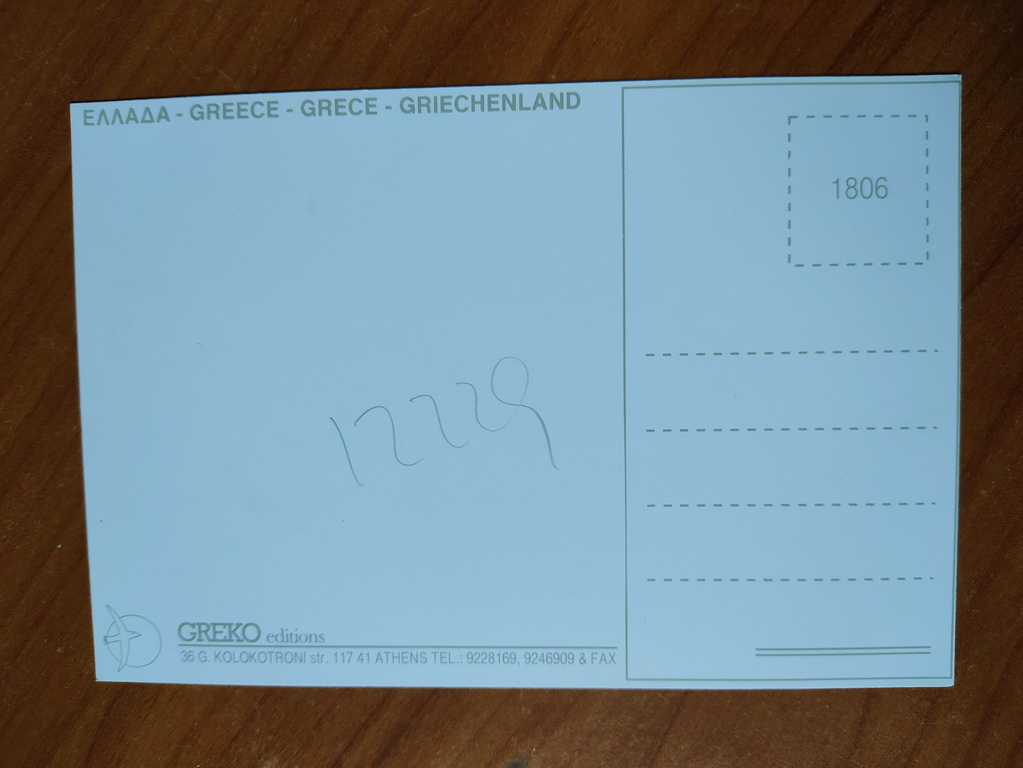 ΕΛΛΑΔΑ - GREECE - GRECE - GRIECHENLAND
1806
12229
GREKO editions
36 G. KOLOKOTRONI str. 117 41 ATHENS TEL.: 9228169, 9246909 & FAX